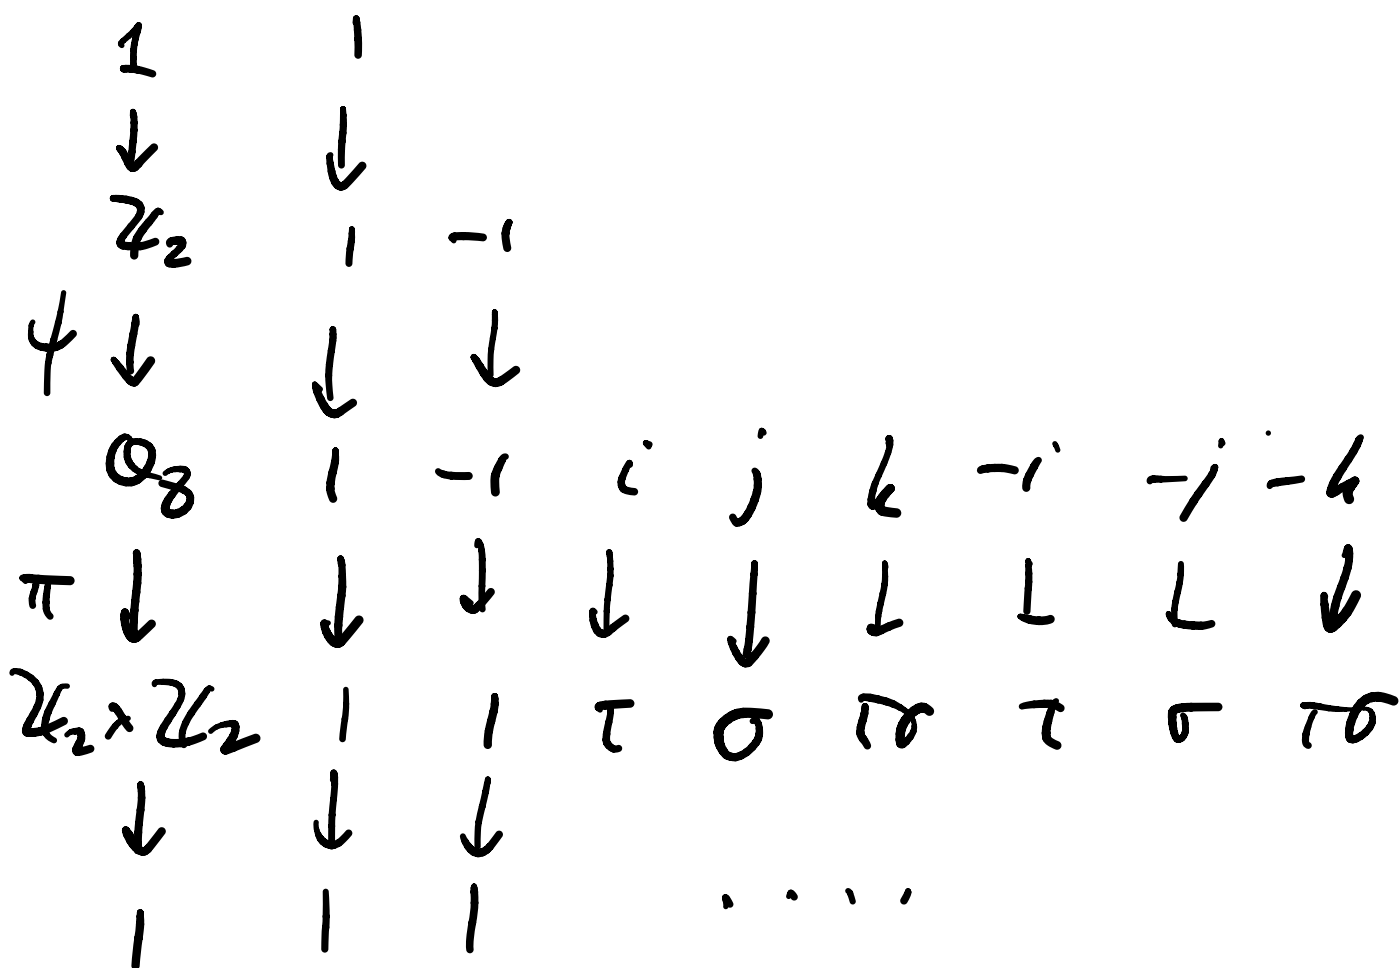 1 1
↓ ↓
ℤ₂ 1 -1
ψ ↓ ↓ ↓
Q₈ 1 -1 i j k -i -j -k
π ↓ ↓ ↓ ↓ ↓ ↓ ↓ ↓ ↓
ℤ₂ × ℤ₂ 1 1 τ σ τσ τ σ τσ
↓ ↓ ↓
1 1 1 . . . .